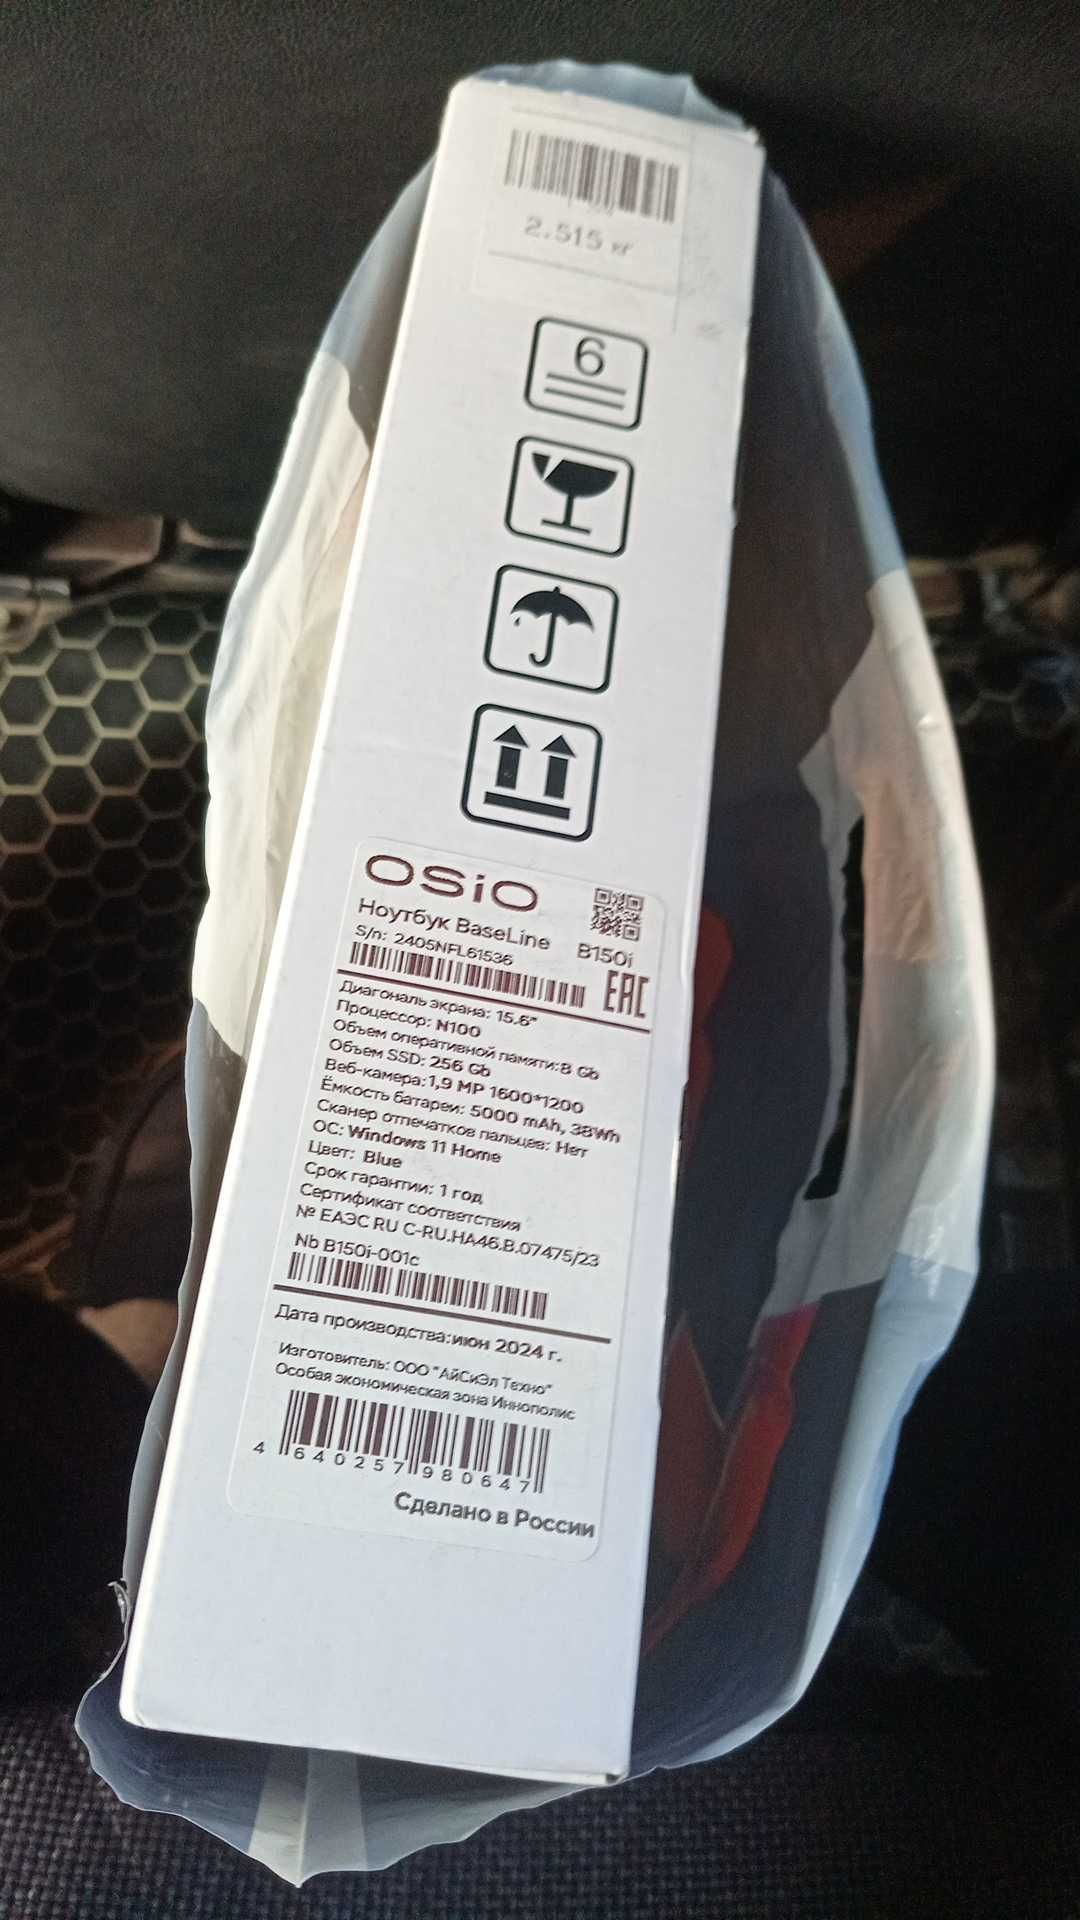 2.515 кг
6
OSiO
Ноутбук BaseLine B150i
S/n: 2405NFL61536
EAC
Диагональ экрана: 15.6"
Процессор: N100
Объем оперативной памяти:8 Gb
Объем SSD: 256 Gb
Веб-камера:1,9 MP 1600*1200
Ёмкость батареи: 5000 mAh, 38Wh
Сканер отпечатков пальцев: Нет
ОС: Windows 11 Home
Цвет: Blue
Срок гарантии: 1 год
Сертификат соответствия
№ ЕАЭС RU C-RU.HA46.B.07475/23
Nb B150i-001c
Дата производства:июн 2024 г.
Изготовитель: ООО "АйСиЭл Техно"
Особая экономическая зона Иннополис
4 640257 980647
Сделано в России